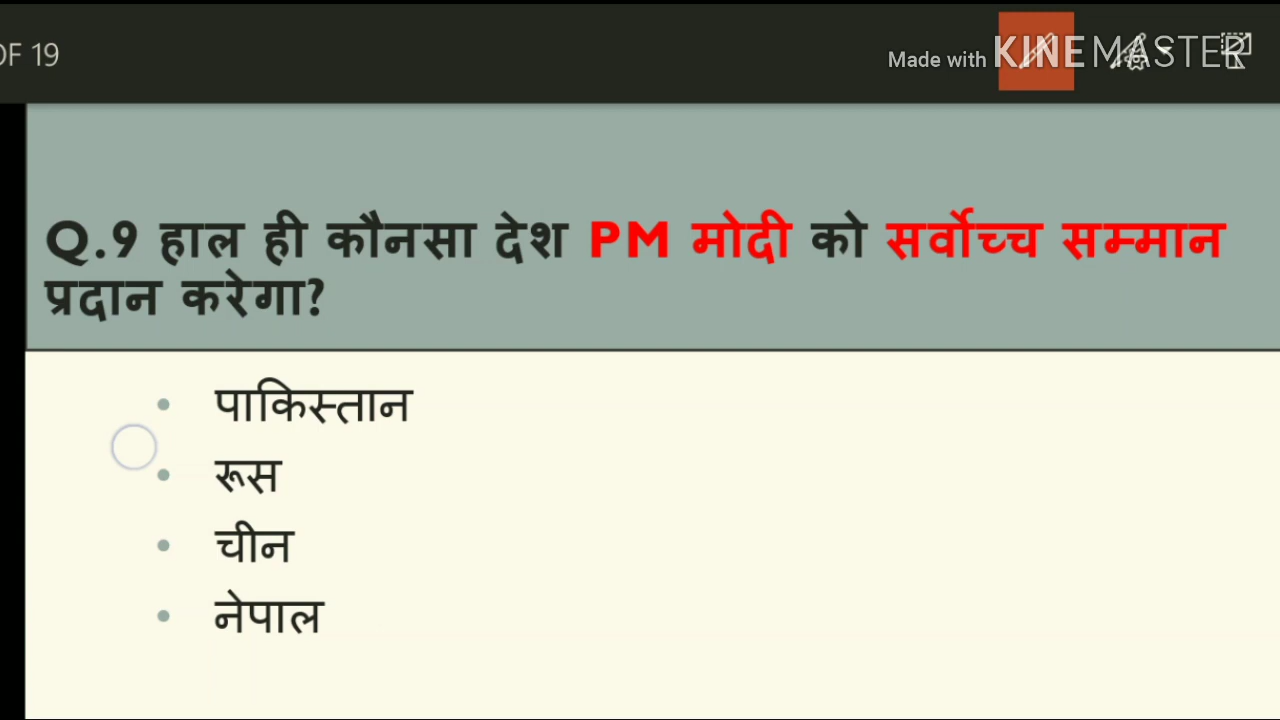 OF 19
Made with KINEMASTER
Q.9 हाल ही कौनसा देश PM मोदी को सर्वोच्च सम्मान
प्रदान करेगा?
• पाकिस्तान
• रूस
• चीन
• नेपाल